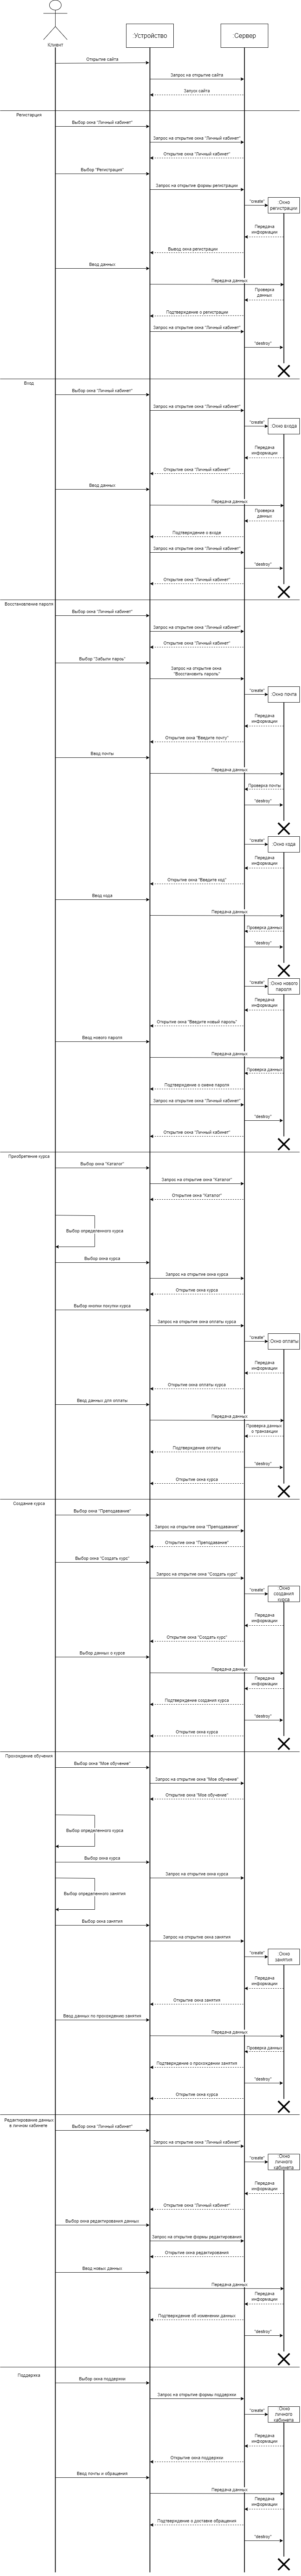 Клиент
Устройство
Сервер
Открытие сайта
Запрос на открытие сайта
Запуск сайта
Регистарция
Выбор окна "Личный кабинет"
Запрос на открытие окна "Личный кабинет"
Открытие окна "Личный кабинет"
Выбор "Регистрация"
Запрос на открытие формы регистрации
"create"
Окно
регистрации
Передача
информации
Вывод окна регистрации
Ввод данных
Передача данных
Проверка
данных
Подтверждение о регистрации
Запрос на открытие окна "Личный кабинет"
"destroy"
Вход
Выбор окна "Личный кабинет"
Запрос на открытие окна "Личный кабинет"
"create"
Окно входа
Передача
информации
Открытие окна "Личный кабинет"
Ввод данных
Передача данных
Проверка
данных
Подтверждение о входе
Запрос на открытие окна "Личный кабинет"
"destroy"
Открытие окна "Личный кабинет"
Восстановление пароля
Выбор окна "Личный кабинет"
Запрос на открытие окна "Личный кабинет"
Открытие окна "Личный кабинет"
Выбор "Забыли парось"
Запрос на открытие окна
"Восстановить пароль"
"create"
Окно почта
Передача
информации
Открытие окна "Введите почту"
Ввод почты
Передача данных
Проверка почты
"destroy"
"create"
Окно кода
Передача
информации
Открытие окна "Введите код"
Ввод кода
Передача данных
Проверка данных
"destroy"
"create"
Окно нового
пароля
Передача
информации
Открытие окна "Введите новый пароль"
Ввод нового пароля
Передача данных
Проверка данных
Подтверждение о смене пароля
Запрос на открытие окна "Личный кабинет"
"destroy"
Открытие окна "Личный кабинет"
Приобретение курса
Выбор окна "Каталог"
Запрос на открытие окна "Каталог"
Открытие окна "Каталог"
Выбор определенного курса
Выбор окна курса
Запрос на открытие окна курса
Открытие окна курса
Выбор кнопки покупки курса
Запрос на открытие окна оплаты курса
"create"
Окно оплаты
Передача
информации
Открытие окна оплаты курса
Ввод данных для оплаты
Передача данных
Проверка данных
о транзакции
Подтверждение оплаты
"destroy"
Открытие окна курса
Создание курса
Выбор окна "Преподавание"
Запрос на открытие окна "Преподавание"
Открытие окна "Преподавание"
Выбор окна "Создать курс"
Запрос на открытие окна "Создать курс"
"create"
Окно
создания
курса
Передача
информации
Открытие окна "Создать курс"
Выбор данных о курсе
Передача данных
Передача
информации
Подтверждение создания курса
"destroy"
Открытие окна курса
Прохождение обучения
Выбор окна "Мое обучение"
Запрос на открытие окна "Мое обучение"
Открытие окна "Мое обучение"
Выбор определенного курса
Выбор окна курса
Запрос на открытие окна курса
Выбор определенного занятия
Выбор окна занятия
Запрос на открытие окна занятия
"create"
Окно
занятия
Передача
информации
Открытие окна занятия
Ввод данных по прохождению занятия
Передача данных
Проверка данных
Подтверждение о прохождении занятия
"destroy"
Открытие окна курса
Редактирование данных
в личном кабинете
Выбор окна "Личный кабинет"
Запрос на открытие окна "Личный кабинет"
"create"
Окно
личного
кабинета
Передача
информации
Открытие окна "Личный кабинет"
Выбор окна редактирования данных
Запрос на открытие формы редактирования
Открытие окна редактирования
Ввод новых данных
Передача данных
Передача
информации
Подтверждение об изменении данных
"destroy"
Поддержка
Выбор окна поддержки
Запрос на открытие формы поддержки
"create"
Окно
личного
кабинета
Передача
информации
Открытие окна поддержки
Ввод почты и обращения
Передача данных
Передача
информации
Подтверждение о доставке обращения
"destroy"